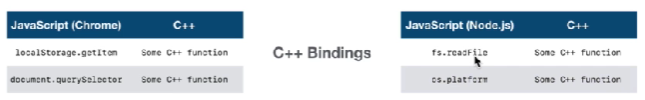 JavaScript (Chrome) C++
localStorage.getItem Some C++ function
document.querySelector Some C++ function
C++ Bindings
JavaScript (Node.js) C++
fs.readFile Some C++ function
os.platform Some C++ function